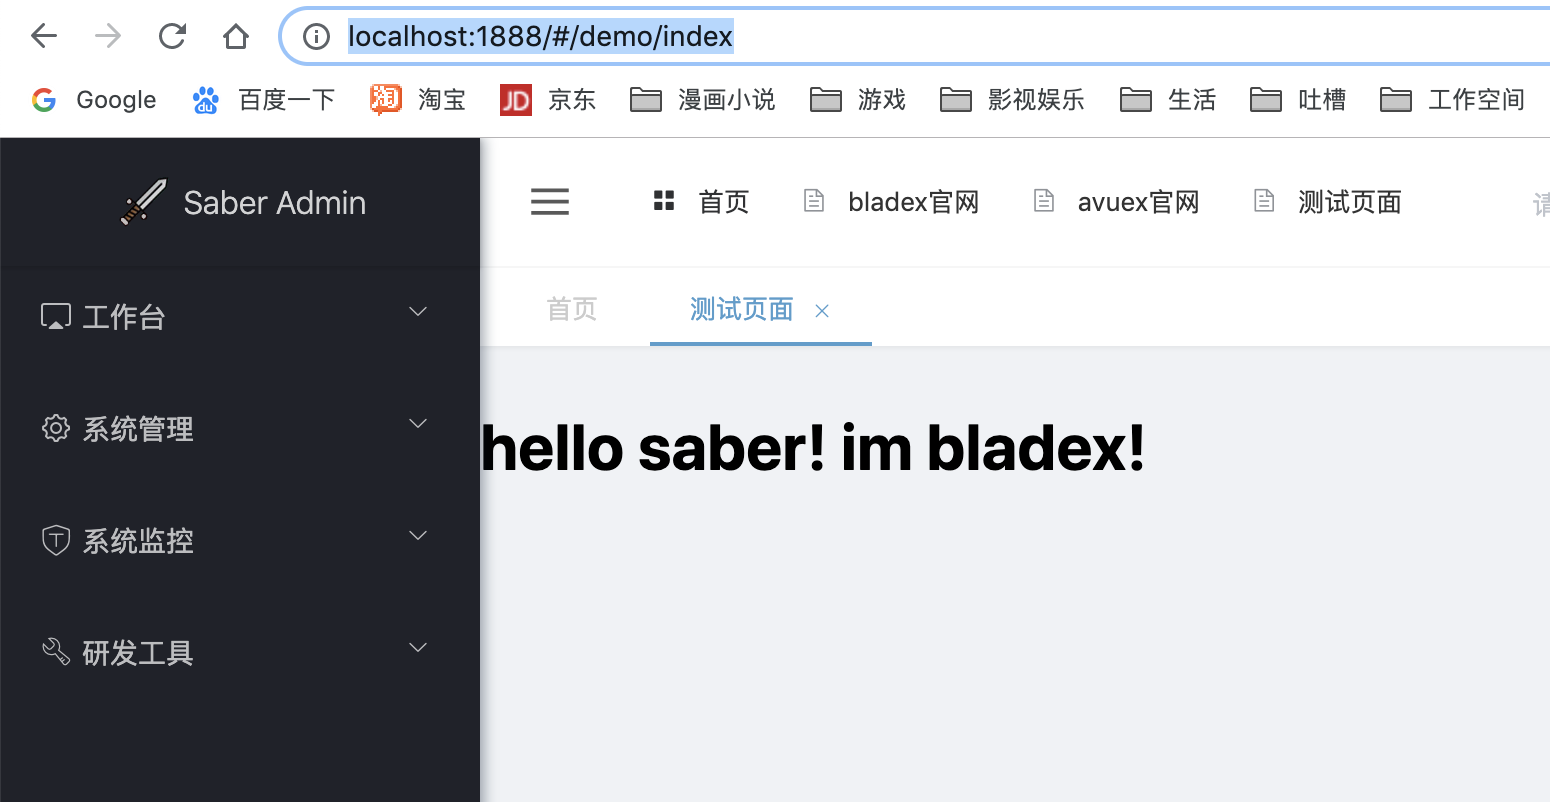 localhost:1888/#/demo/index
Google 百度一下 淘宝 京东 漫画小说 游戏 影视娱乐 生活 吐槽 工作空间
Saber Admin
首页 bladex官网 avuex官网 测试页面
首页 测试页面
工作台
系统管理
系统监控
研发工具
hello saber! im bladex!